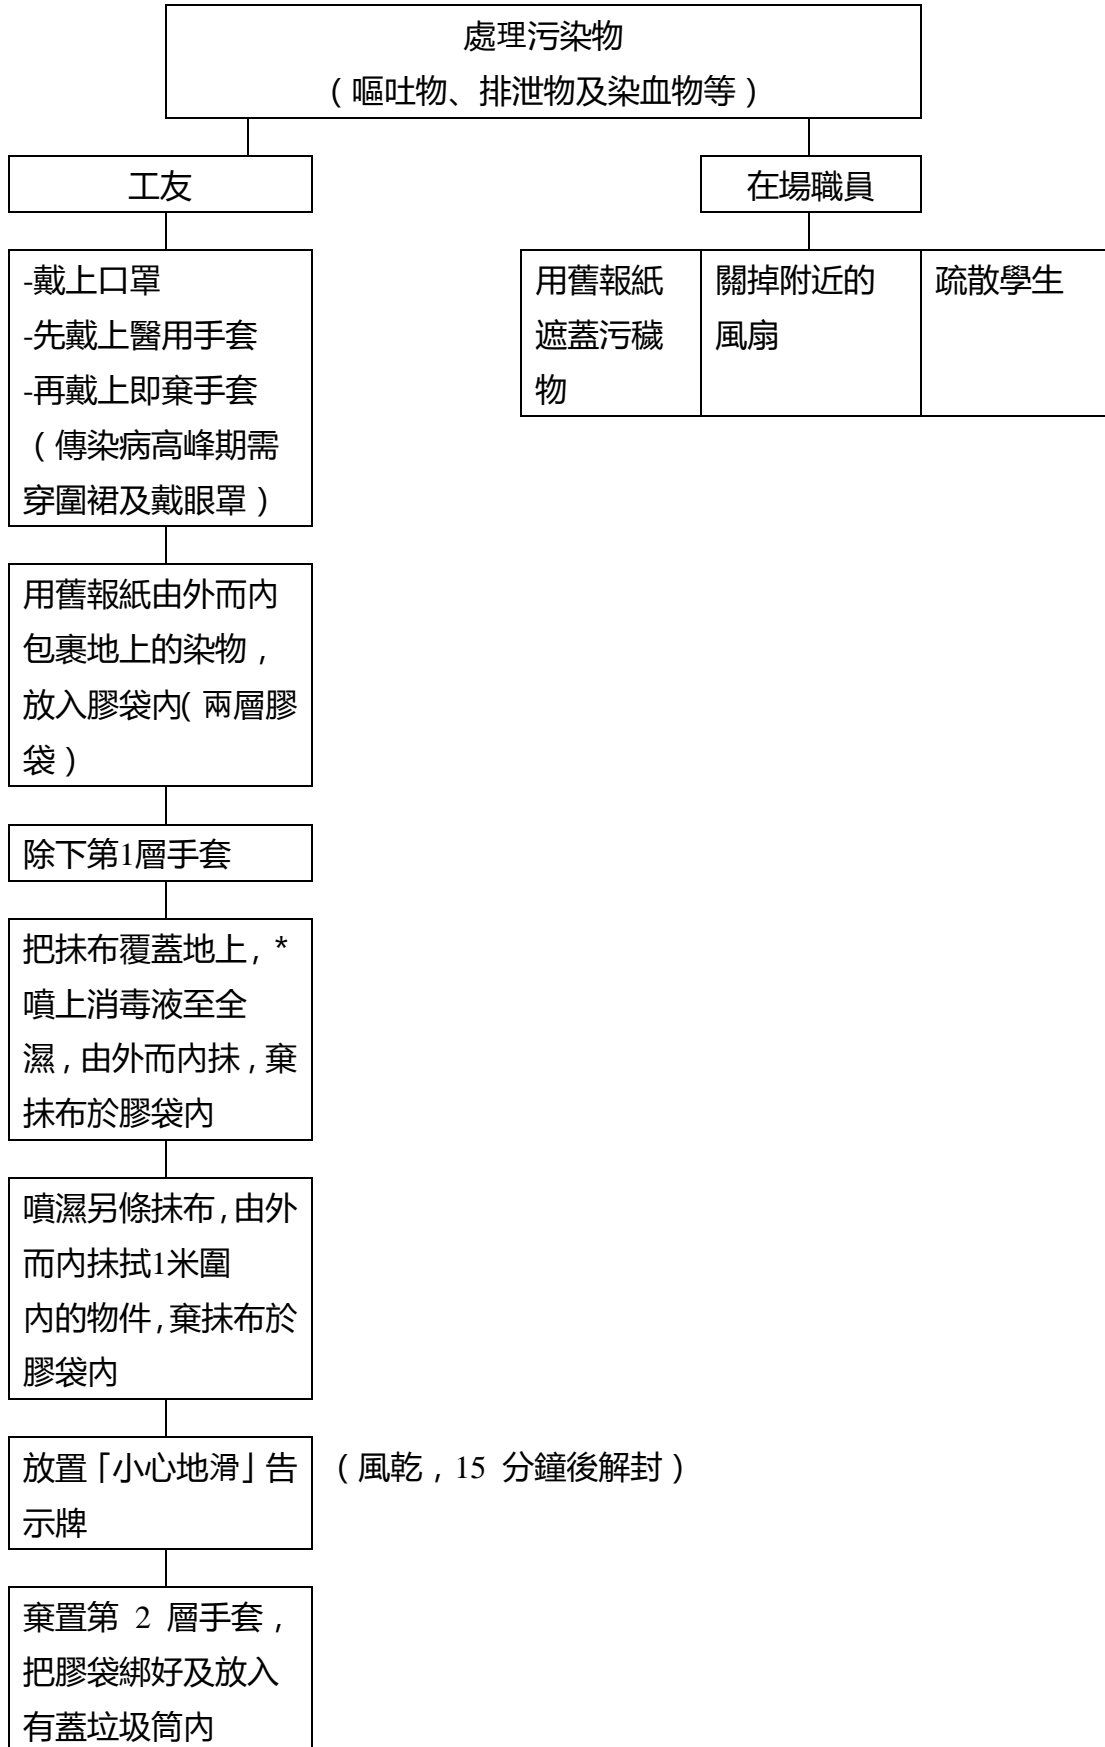 處理污染物
（嘔吐物、排泄物及染血物等）
工友
在場職員
-戴上口罩
-先戴上醫用手套
-再戴上即棄手套
（傳染病高峰期需
穿圍裙及戴眼罩）
用舊報紙
遮蓋污穢
物
關掉附近的
風扇
疏散學生
用舊報紙由外而內
包裹地上的染物，
放入膠袋內（兩層膠
袋）
除下第1層手套
把抹布覆蓋地上，*
噴上消毒液至全
濕，由外而內抹，棄
抹布於膠袋內
噴濕另條抹布，由外
而內抹拭1米圍
內的物件，棄抹布於
膠袋內
放置「小心地滑」告
示牌
（風乾，15 分鐘後解封）
棄置第 2 層手套，
把膠袋綁好及放入
有蓋垃圾筒內